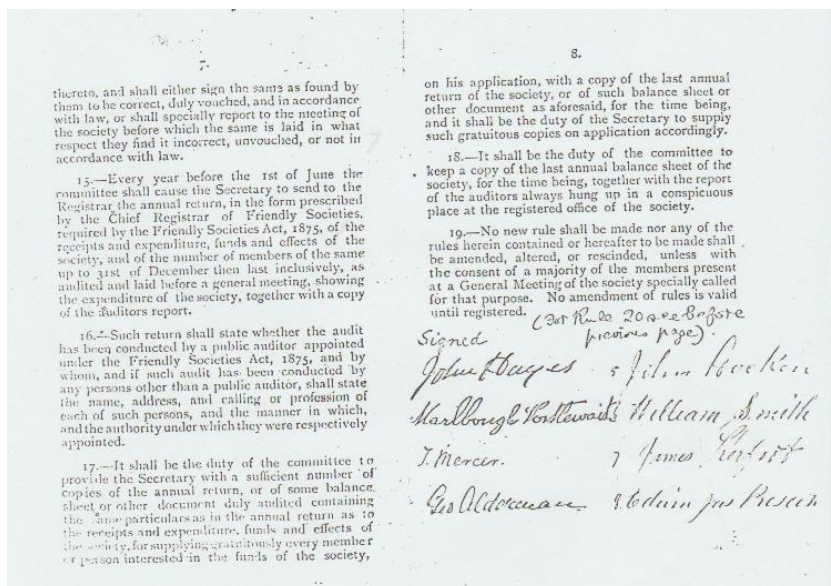 7.
thereto, and shall either sign the same as found by
them to be correct, duly vouched, and in accordance
with law, or shall specially report to the meeting of
the society before which the same is laid in what
respect they find it incorrect, unvouched, or not in
accordance with law.
15.—Every year before the 1st of June the
committee shall cause the Secretary to send to the
Registrar the annual return, in the form prescribed
by the Chief Registrar of Friendly Societies,
required by the Friendly Societies Act, 1875, of the
receipts and expenditure, funds and effects of the
society, and of the number of members of the same
up to 31st of December then last inclusively, as
audited and laid before a general meeting, showing
the expenditure of the society, together with a copy
of the auditors report.
16.—Such return shall state whether the audit
has been conducted by a public auditor appointed
under the Friendly Societies Act, 1875, and by
whom, and if such audit has been conducted by
any persons other than a public auditor, shall state
the name, address, and calling or profession of
each of such persons, and the manner in which,
and the authority under which they were respectively
appointed.
17.—It shall be the duty of the committee to
provide the Secretary with a sufficient number of
copies of the annual return, or of some balance
sheet or other document duly audited containing
the same particulars as in the annual return as to
the receipts and expenditure, funds and effects of
the society, for supplying gratuitously every member
or person interested in the funds of the society,
8.
on his application, with a copy of the last annual
return of the society, or of such balance sheet or
other document as aforesaid, for the time being,
and it shall be the duty of the Secretary to supply
such gratuitous copies on application accordingly.
18.—It shall be the duty of the committee to
keep a copy of the last annual balance sheet of the
society, for the time being, together with the report
of the auditors always hung up in a conspicuous
place at the registered office of the society.
19.—No new rule shall be made nor any of the
rules herein contained or hereafter to be made shall
be amended, altered, or rescinded, unless with
the consent of a majority of the members present
at a General Meeting of the society specially called
for that purpose. No amendment of rules is valid
until registered.
(For Rule 20 see before
previous page).
Signed
John Hayes 5 John
William Smith
J. Mercer. 7 James
Geo Alderman 8 Edwin Jas